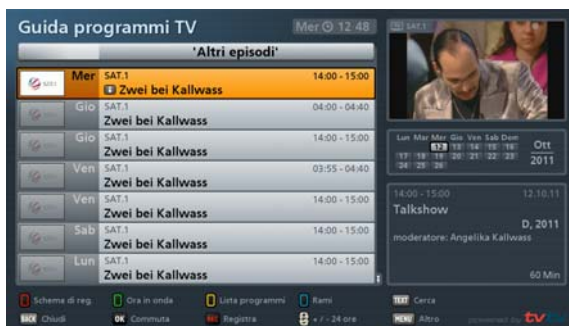 Guida programmi TV
Mer 12 48
'Altri episodi'
Mer SAT.1 14:00 - 15:00
Zwei bei Kallwass
Gio SAT.1 04:00 - 04:40
Zwei bei Kallwass
Gio SAT.1 14:00 - 15:00
Zwei bei Kallwass
Ven SAT.1 03:55 - 04:40
Zwei bei Kallwass
Ven SAT.1 14:00 - 15:00
Zwei bei Kallwass
Sab SAT.1 14:00 - 15:00
Zwei bei Kallwass
Lun SAT.1 14:00 - 15:00
Zwei bei Kallwass
SAT.1
Lun Mar Mer Gio Ven Sab Dom
12 13 14 15 16
17 18 19 20 21 22 23
24 25 26
Ott
2011
14:00 - 15:00 12.10.11
Talkshow
D, 2011
moderatore: Angelika Kallwass
60 Min
Schema di reg. Ora in onda Lista programmi Rami TEXT Cerca
BACK Chiudi OK Commuta REC Registra + / - 24 ore MENU Altro powered by tvtv